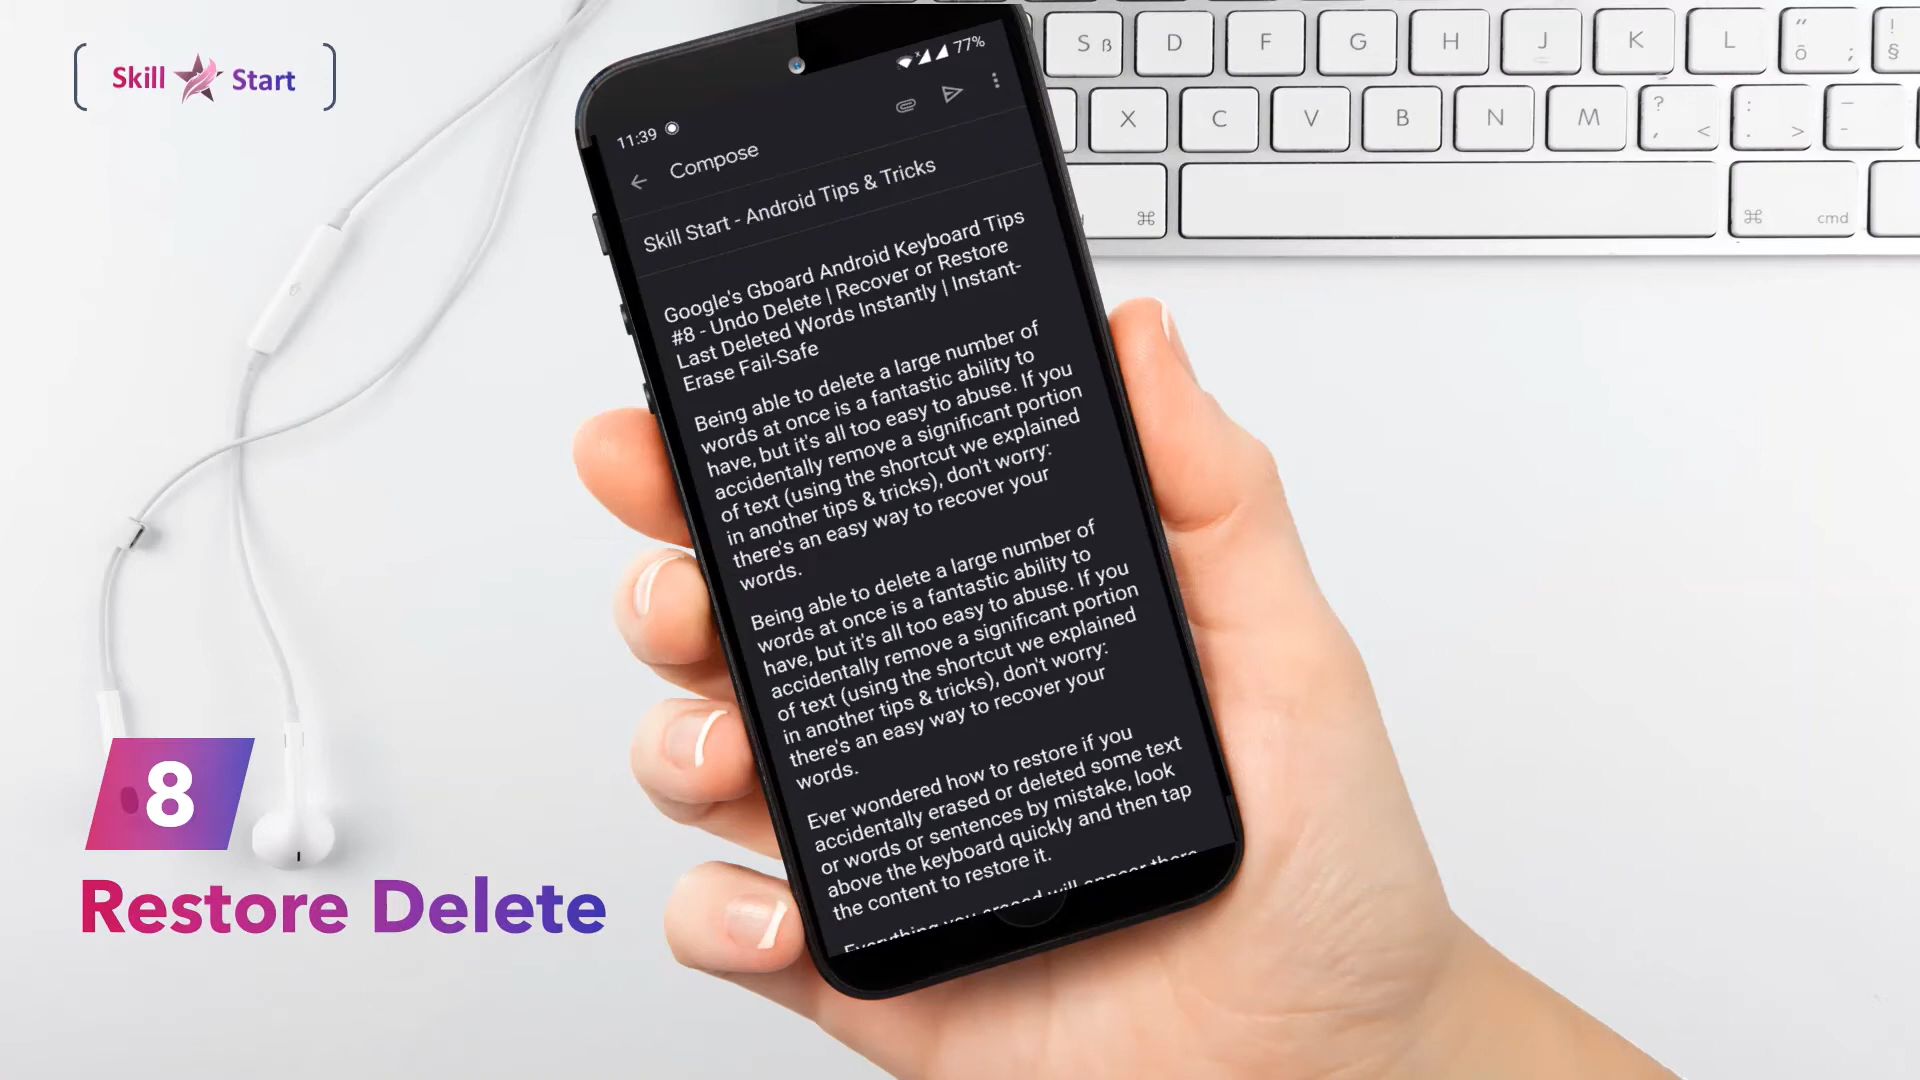 Skill Start
11:39
77%
Compose
Skill Start - Android Tips & Tricks
Google's Gboard Android Keyboard Tips
#8 - Undo Delete | Recover or Restore
Last Deleted Words Instantly | Instant-
Erase Fail-Safe
Being able to delete a large number of
words at once is a fantastic ability to
have, but it's all too easy to abuse. If you
accidentally remove a significant portion
of text (using the shortcut we explained
in another tips & tricks), don't worry:
there's an easy way to recover your
words.
Being able to delete a large number of
words at once is a fantastic ability to
have, but it's all too easy to abuse. If you
accidentally remove a significant portion
of text (using the shortcut we explained
in another tips & tricks), don't worry:
there's an easy way to recover your
words.
Ever wondered how to restore if you
accidentally erased or deleted some text
or words or sentences by mistake, look
above the keyboard quickly and then tap
the content to restore it.
Everything you erased will appear there
S ß D F G H J K L õ ; ! §
X C V B N M ? , < : . > -
⌘ ⌘ cmd
8
Restore Delete